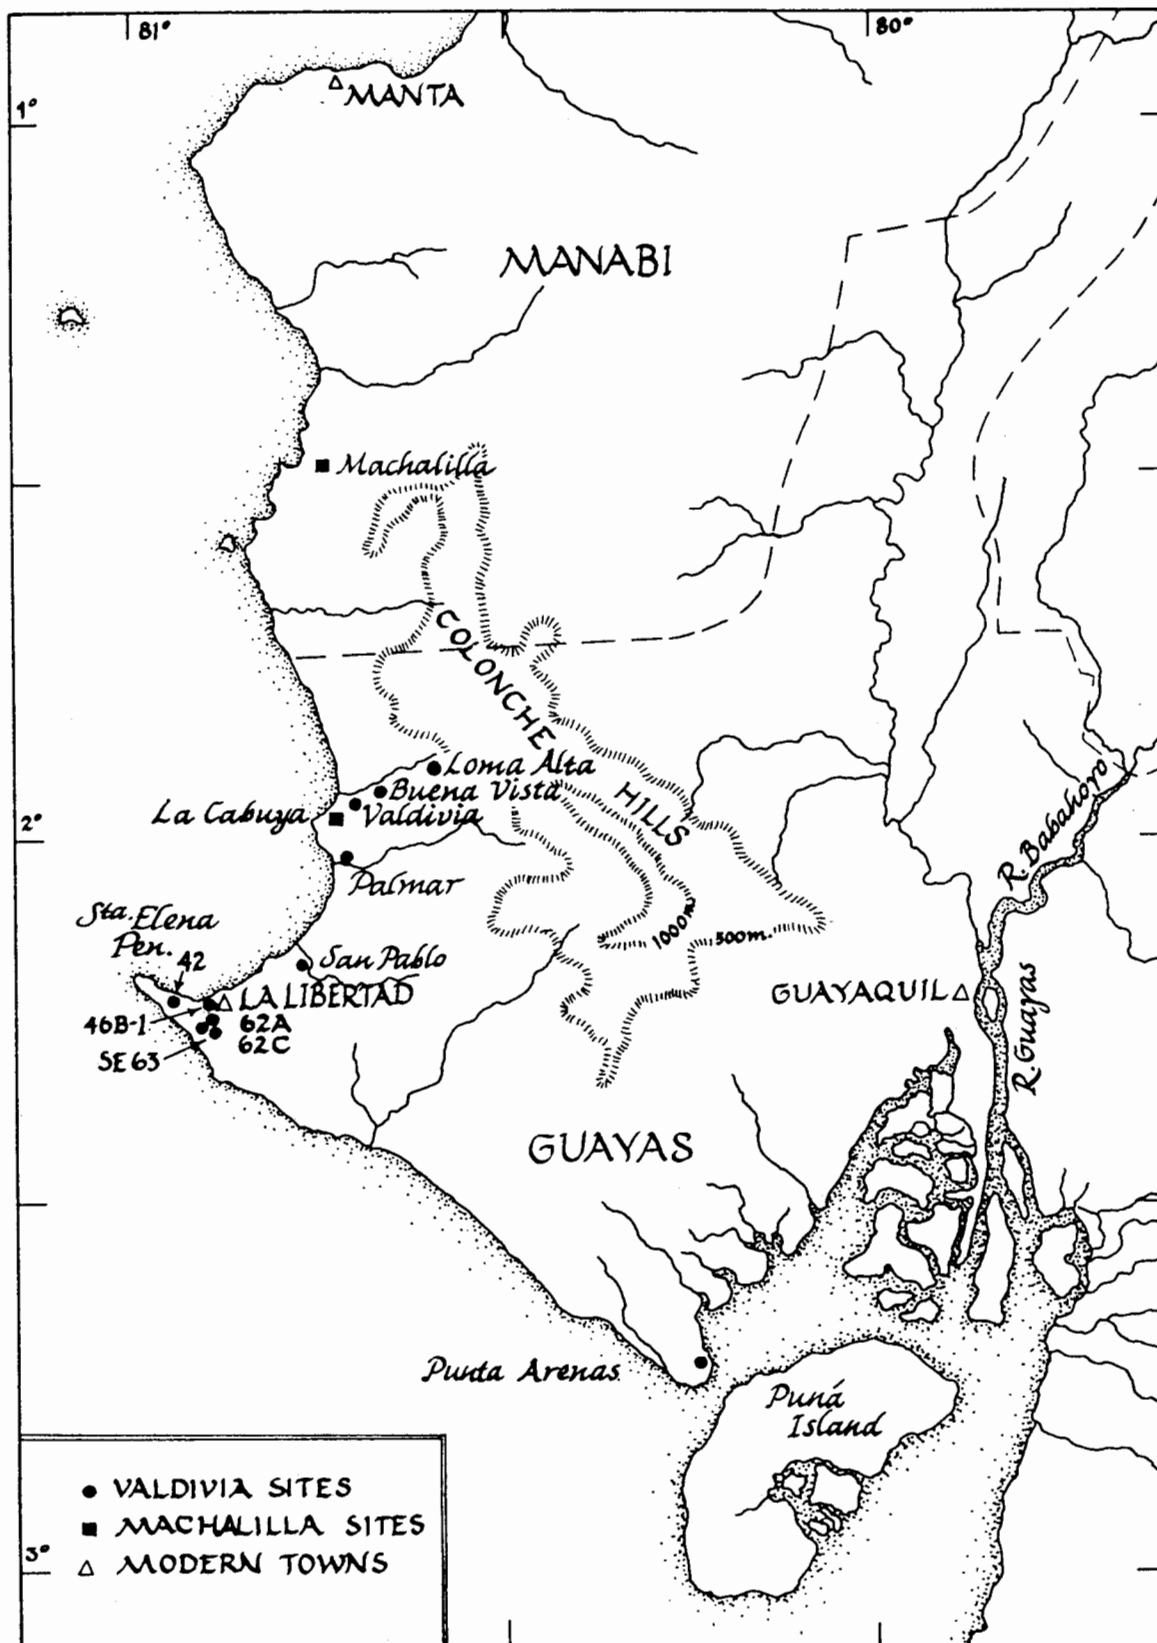 81°
80°
MANTA
1°
MANABI
Machalilla
COLONCHE
HILLS
Loma Alta
Buena Vista
La Cabuya
Valdivia
2°
Palmar
R. Babahoro
Sta. Elena
Pen.
42
San Pablo
1000m.
500m.
LA LIBERTAD
GUAYAQUIL
R. Guayas
46B-1
62A
62C
SE 63
GUAYAS
Punta Arenas
Puná
Island
VALDIVIA SITES
MACHALILLA SITES
3°
MODERN TOWNS